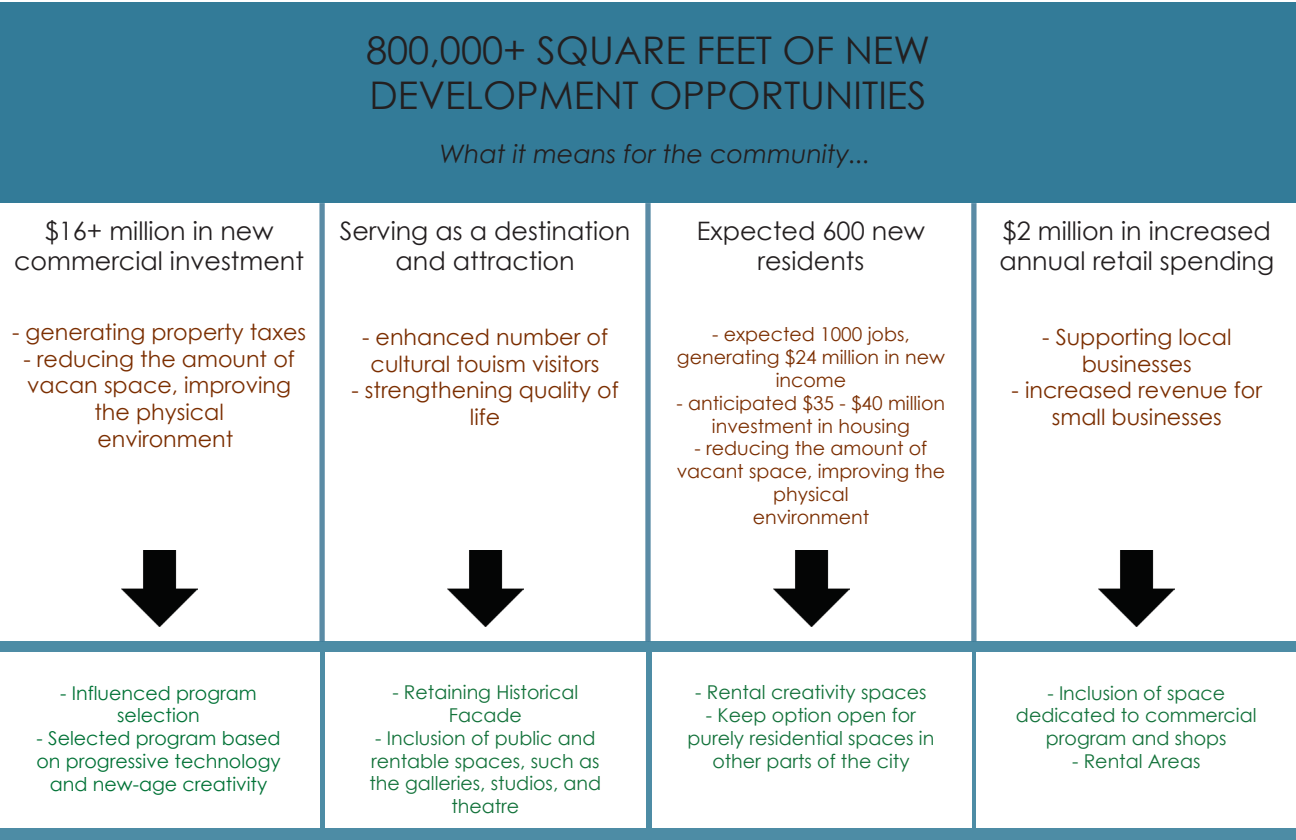 800,000+ SQUARE FEET OF NEW
DEVELOPMENT OPPORTUNITIES
What it means for the community...
$16+ million in new
commercial investment
- generating property taxes
- reducing the amount of
vacan space, improving
the physical
environment
- Influenced program
selection
- Selected program based
on progressive technology
and new-age creativity
Serving as a destination
and attraction
- enhanced number of
cultural touism visitors
- strengthening quality of
life
- Retaining Historical
Facade
- Inclusion of public and
rentable spaces, such as
the galleries, studios, and
theatre
Expected 600 new
residents
- expected 1000 jobs,
generating $24 million in new
income
- anticipated $35 - $40 million
investment in housing
- reducing the amount of
vacant space, improving the
physical
environment
- Rental creativity spaces
- Keep option open for
purely residential spaces in
other parts of the city
$2 million in increased
annual retail spending
- Supporting local
businesses
- increased revenue for
small businesses
- Inclusion of space
dedicated to commercial
program and shops
- Rental Areas